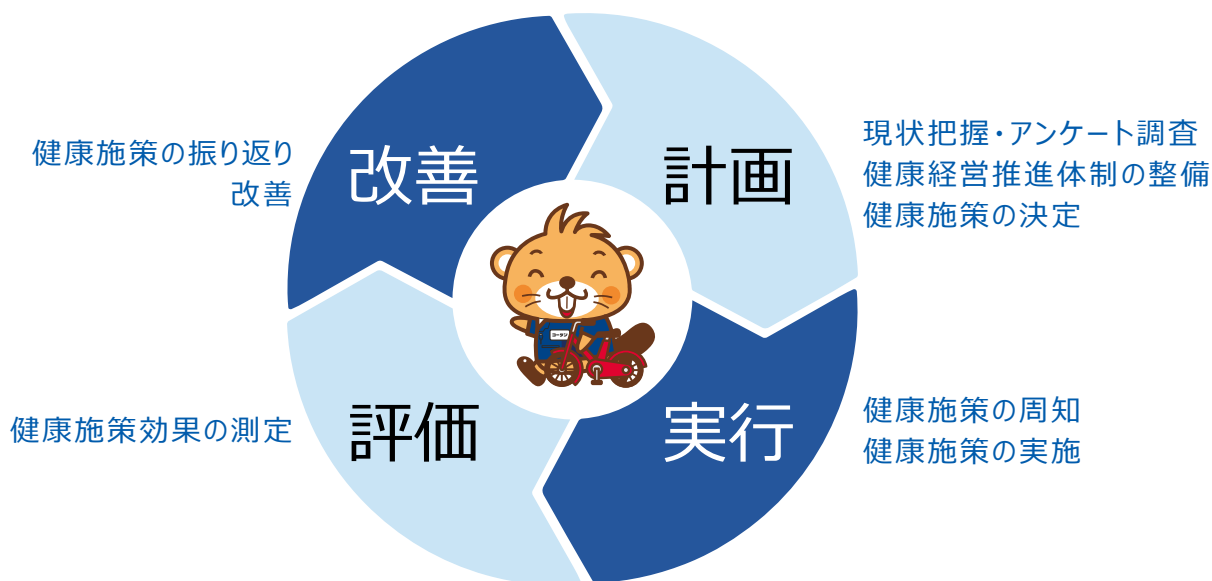 計画
現状把握・アンケート調査
健康経営推進体制の整備
健康施策の決定
実行
健康施策の周知
健康施策の実施
評価
健康施策効果の測定
改善
健康施策の振り返り
改善